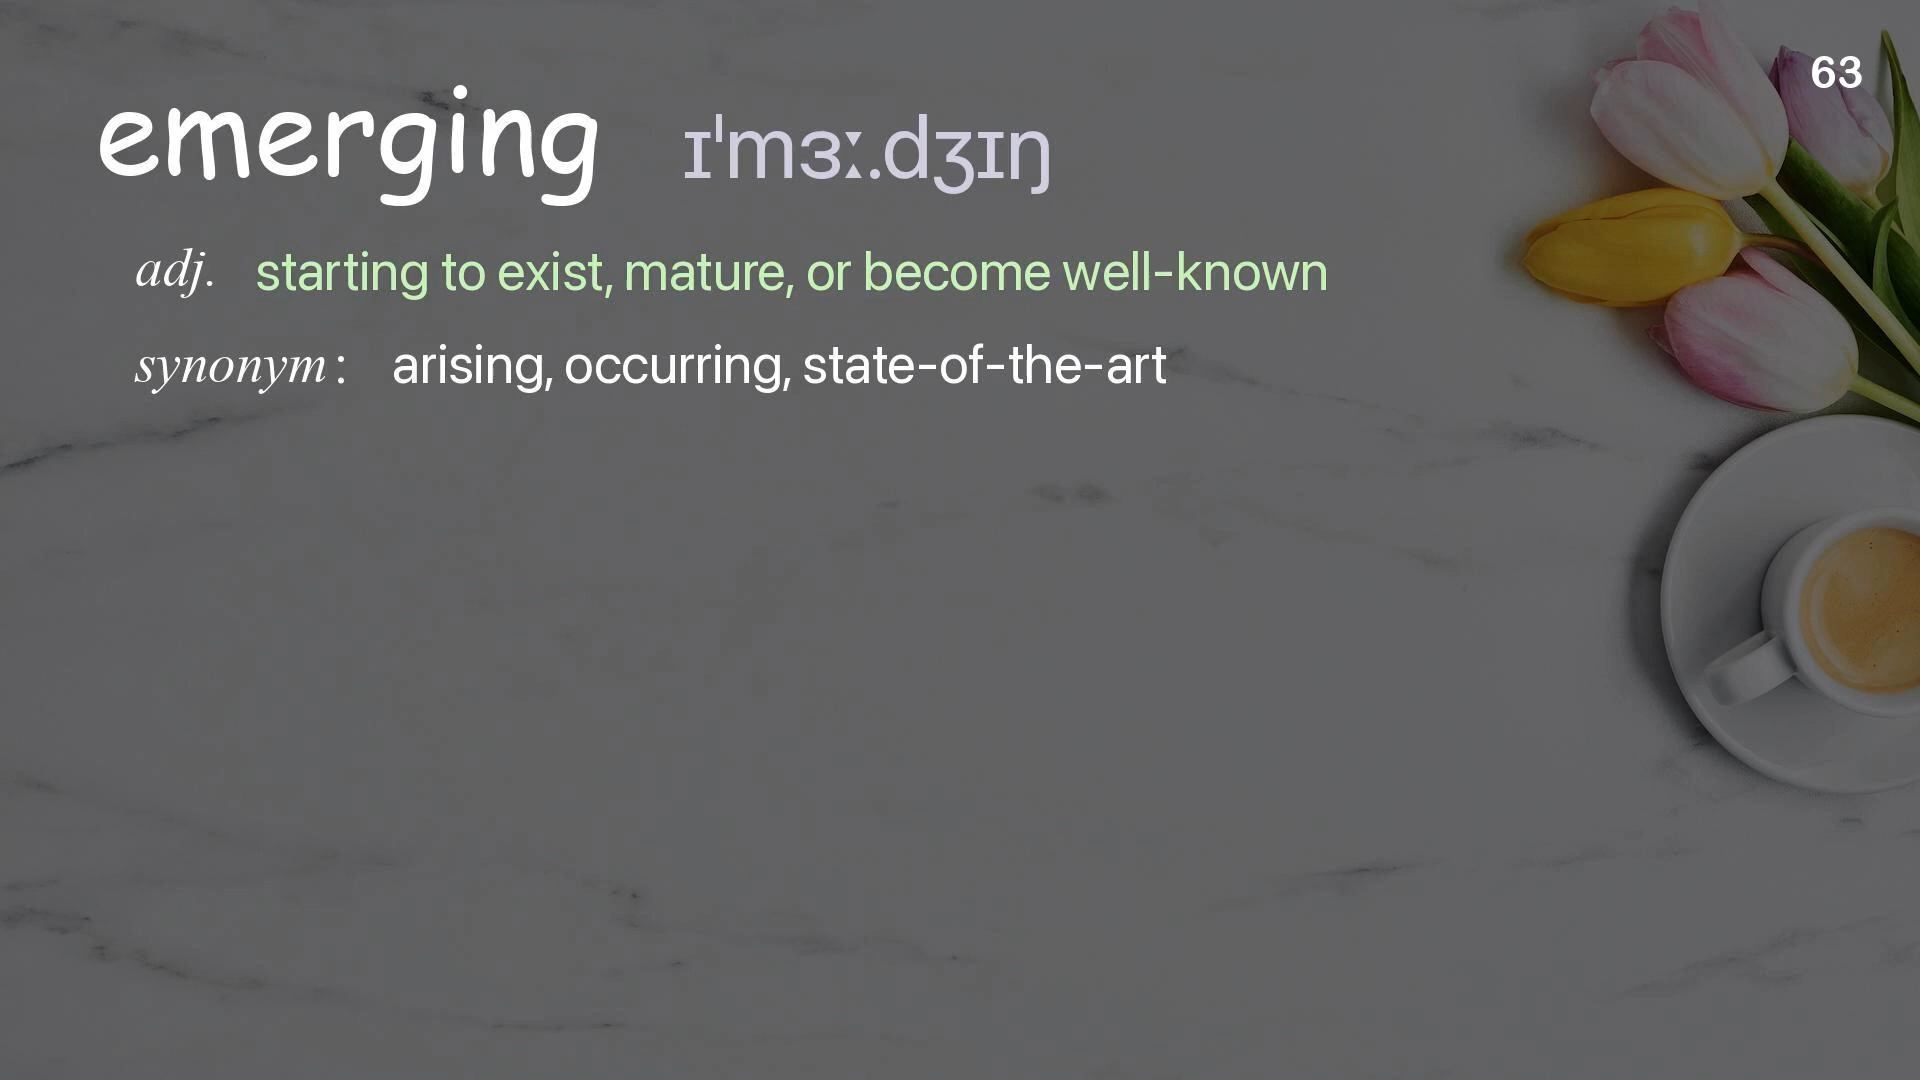 63
emerging ɪˈmɜː.dʒɪŋ
adj. starting to exist, mature, or become well-known
synonym: arising, occurring, state-of-the-art